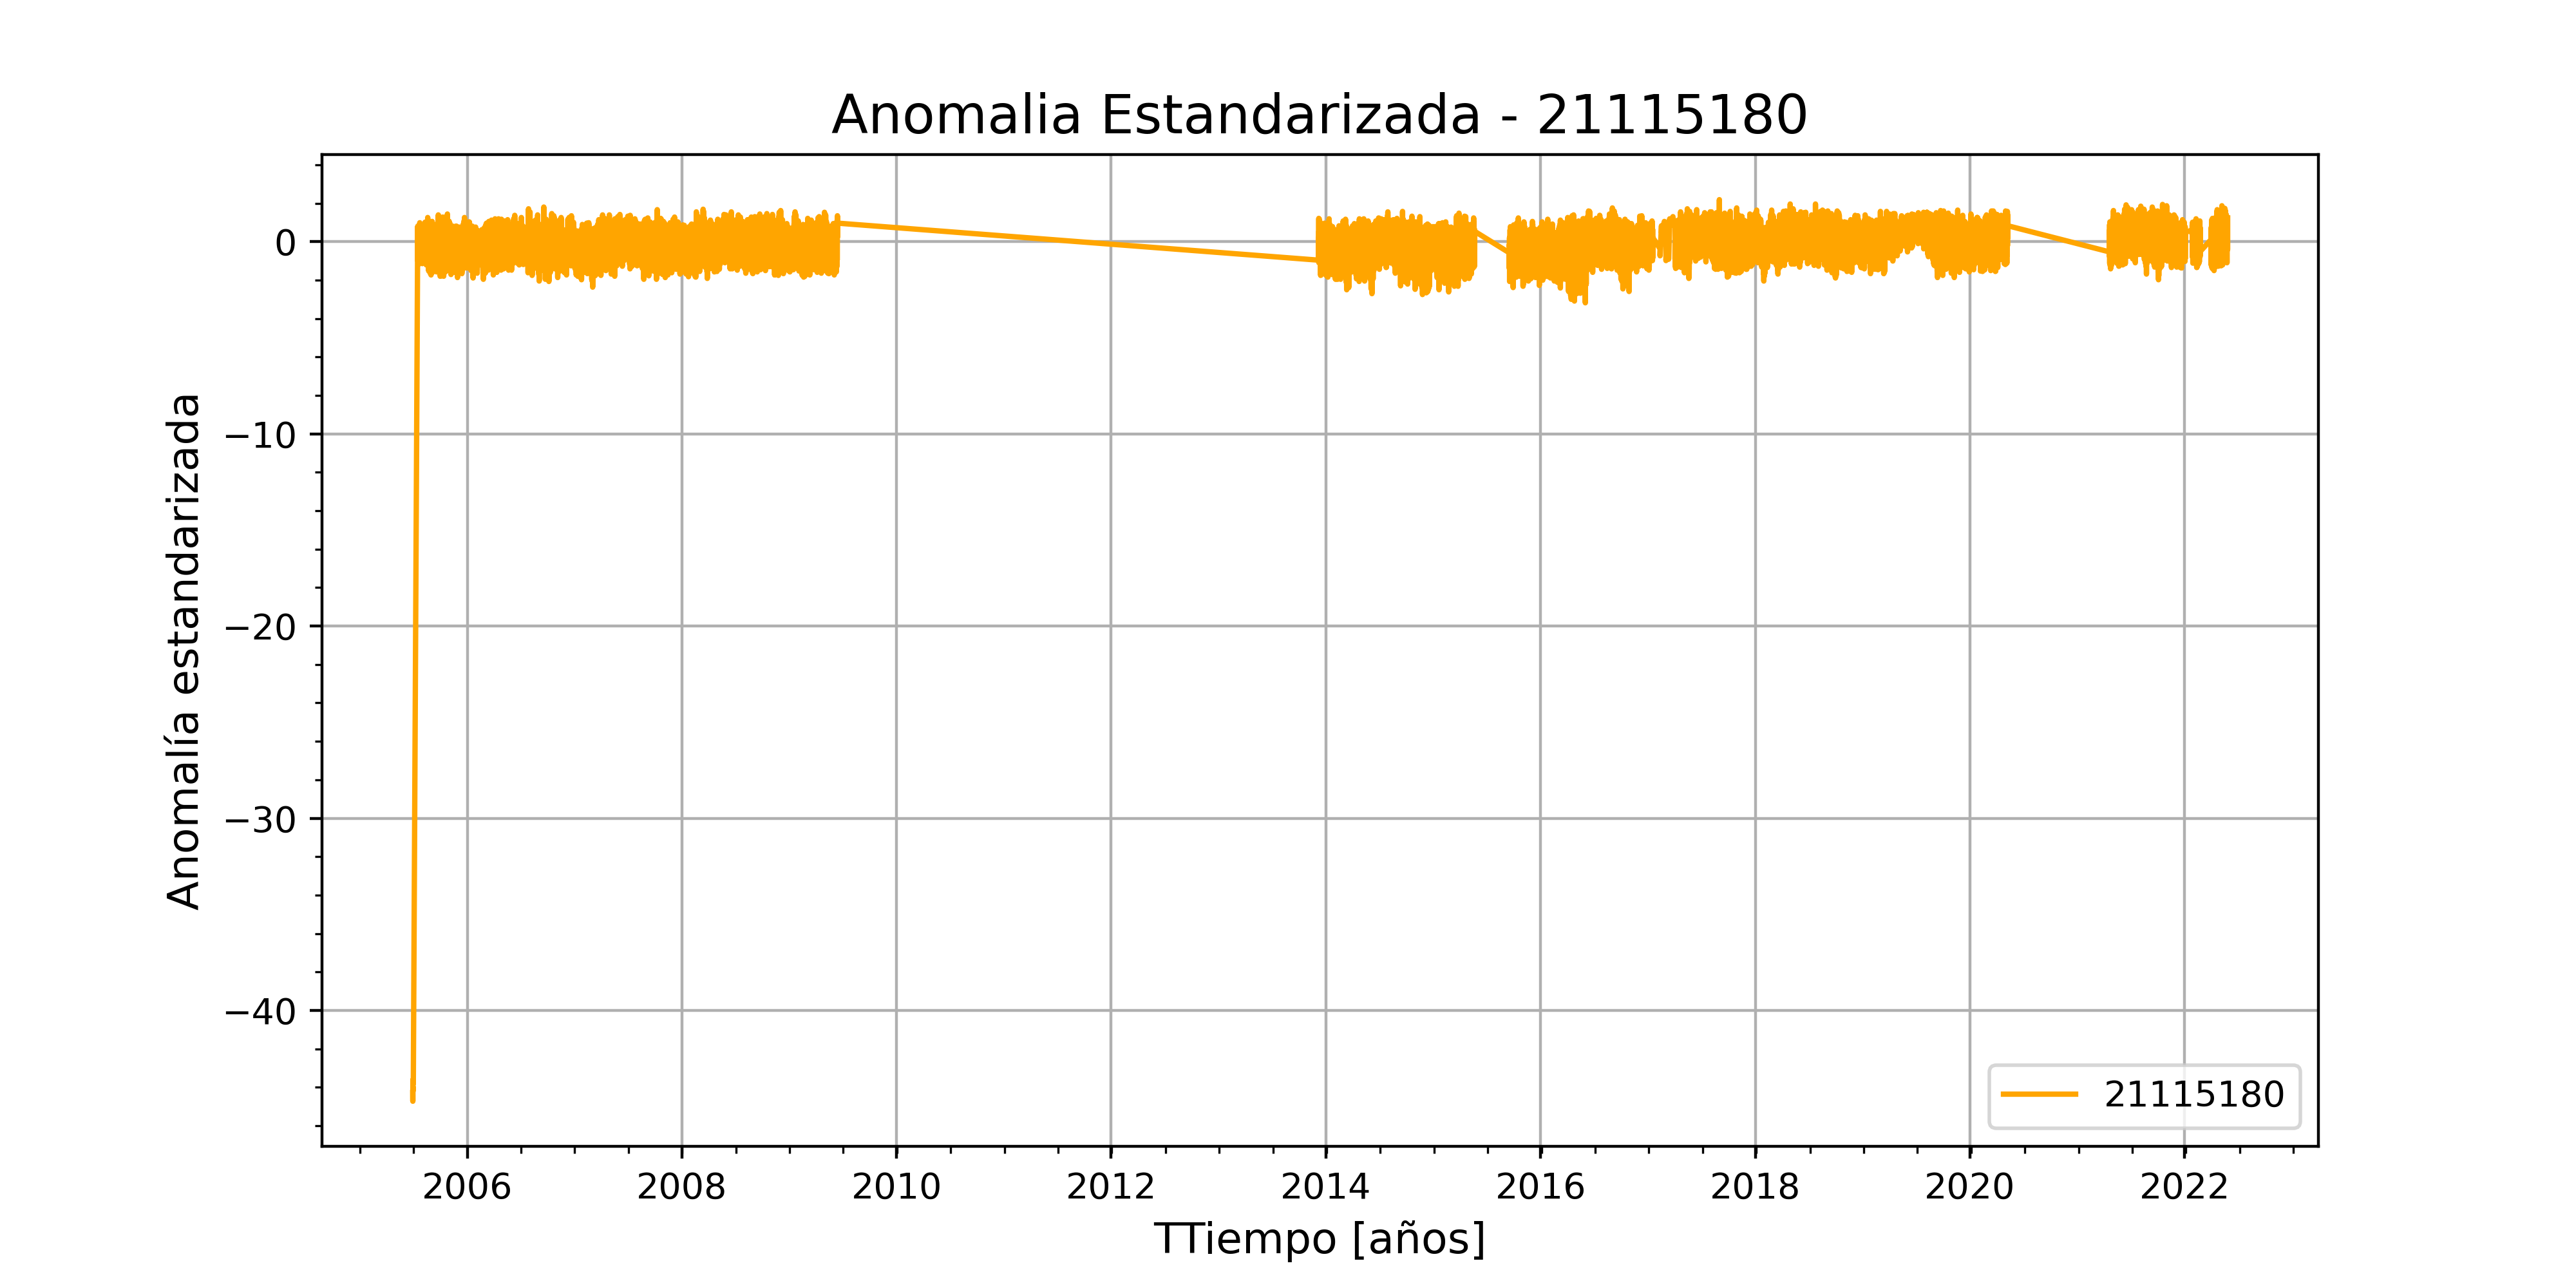 Anomalia Estandarizada - 21115180
Anomalía estandarizada
0
−10
−20
−30
−40
21115180
2006 2008 2010 2012 2014 2016 2018 2020 2022
TTiempo [años]